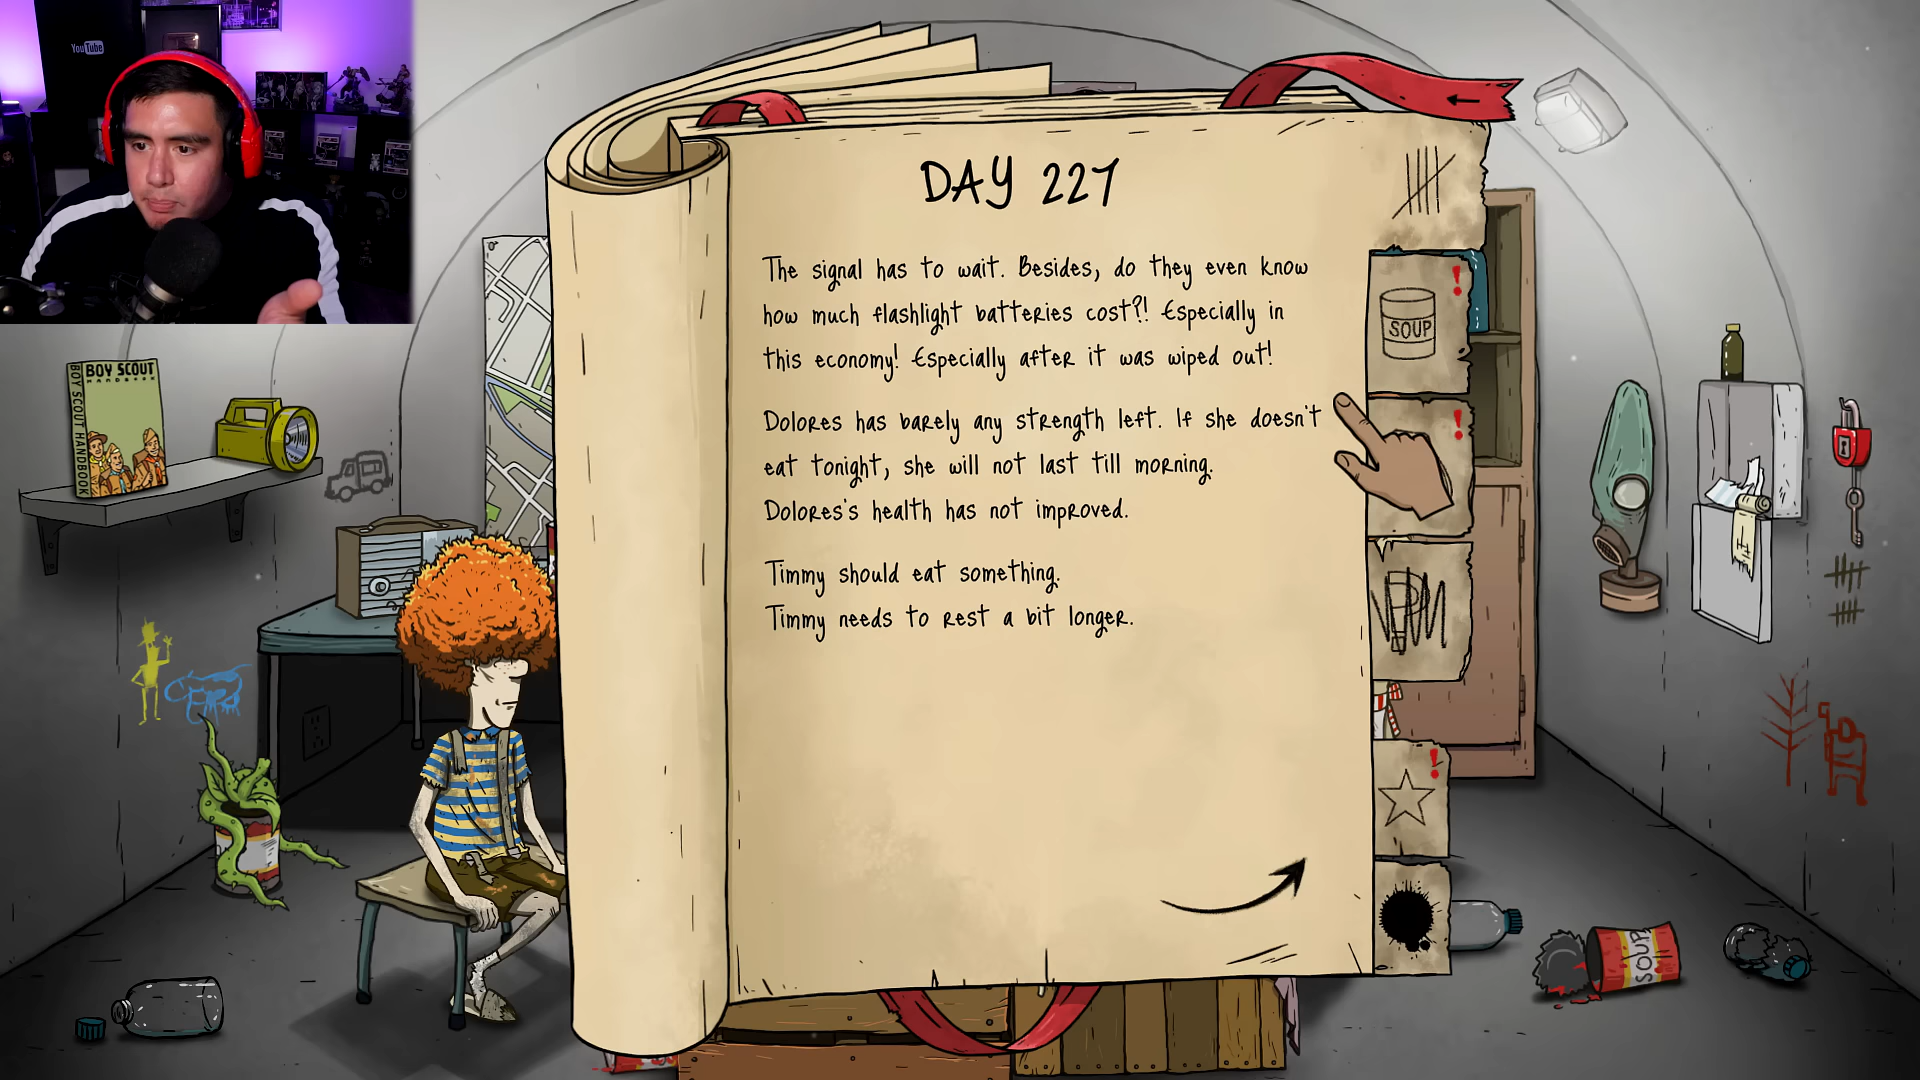 YouTube
DAY 227
The signal has to wait. Besides, do they even know
how much flashlight batteries cost?! Especially in
this economy! Especially after it was wiped out!
Dolores has barely any strength left. If she doesn't
eat tonight, she will not last till morning.
Dolores's health has not improved.
Timmy should eat something.
Timmy needs to rest a bit longer.
!
SOUP
!
!
BOY SCOUT
HANDBOOK
BOY SCOUT HANDBOOK
SOUP